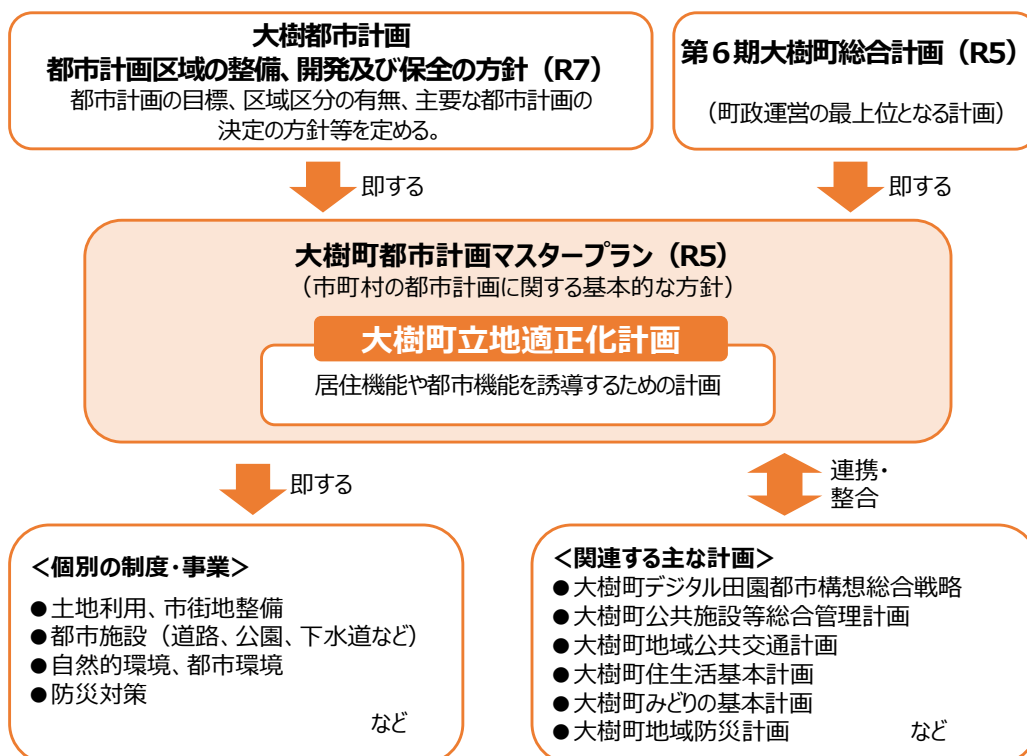 大樹都市計画
都市計画区域の整備、開発及び保全の方針（R7）
都市計画の目標、区域区分の有無、主要な都市計画の
決定の方針等を定める。
第６期大樹町総合計画（R5）
（町政運営の最上位となる計画）
即する
即する
大樹町都市計画マスタープラン（R5）
（市町村の都市計画に関する基本的な方針）
大樹町立地適正化計画
居住機能や都市機能を誘導するための計画
即する
連携・
整合
＜個別の制度・事業＞
●土地利用、市街地整備
●都市施設（道路、公園、下水道など）
●自然的環境、都市環境
●防災対策
など
＜関連する主な計画＞
●大樹町デジタル田園都市構想総合戦略
●大樹町公共施設等総合管理計画
●大樹町地域公共交通計画
●大樹町住生活基本計画
●大樹町みどりの基本計画
●大樹町地域防災計画 など